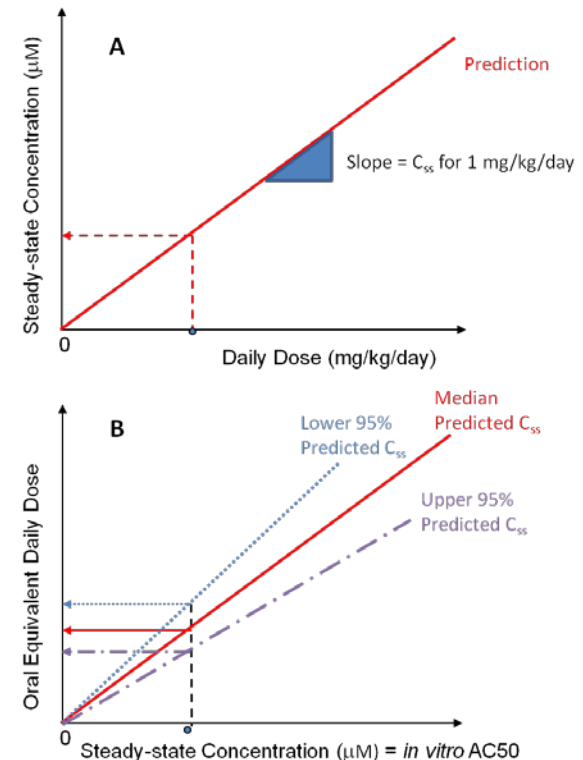 A
Steady-state Concentration (μM)
Prediction
Slope = Css for 1 mg/kg/day
0
Daily Dose (mg/kg/day)
B
Oral Equivalent Daily Dose
Lower 95%
Predicted Css
Median
Predicted Css
Upper 95%
Predicted Css
0
Steady-state Concentration (μM) = in vitro AC50